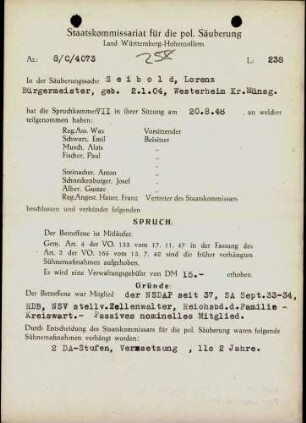 Staatskommissariat für die pol. Säuberung
Land Württemberg-Hohenzollern
Az.: 8/C/4073
L: 238
In der Säuberungssache Seibold, Lorenz
Bürgermeister, geb. 2.1.04, Westerheim Kr.Münsg.
hat die Spruchkammer VII in ihrer Sitzung am 20.8.48 , an welcher
teilgenommen haben:
Reg.Ass. Wax Vorsitzender
Schwarz, Emil Beisitzer
Musch, Alois "
Fischer, Paul "
Steinacher, Anton "
Schneckenburger, Josef "
Alber, Gustav "
Reg.Angest. Hauer, Franz Vertreter des Staatskommissars
beschlossen und verkündet folgenden
SPRUCH:
Der Betroffene ist Mitläufer.
Gem. Art. 4 der VO. 133 vom 17. 11. 47 in der Fassung des
Art. 2 der VO. 165 vom 13. 7. 48 sind die früher verhängten
Sühnemaßnahmen aufgehoben.
Es wird eine Verwaltungsgebühr von DM 15.- erhoben.
Gründe:
Der Betroffene war Mitglied der NSDAP seit 37, SA Sept.33-34,
RDB, NSV stellv.Zellenwalter, Reichsbd.d.Familie -
Kreiswart.- Passives nominelles Mitglied.
Durch Entscheidung des Staatskommissars für die pol. Säuberung waren folgende
Sühnemaßnahmen verhängt worden:
2 DA-Stufen, Versetzung , 2 Jahre.